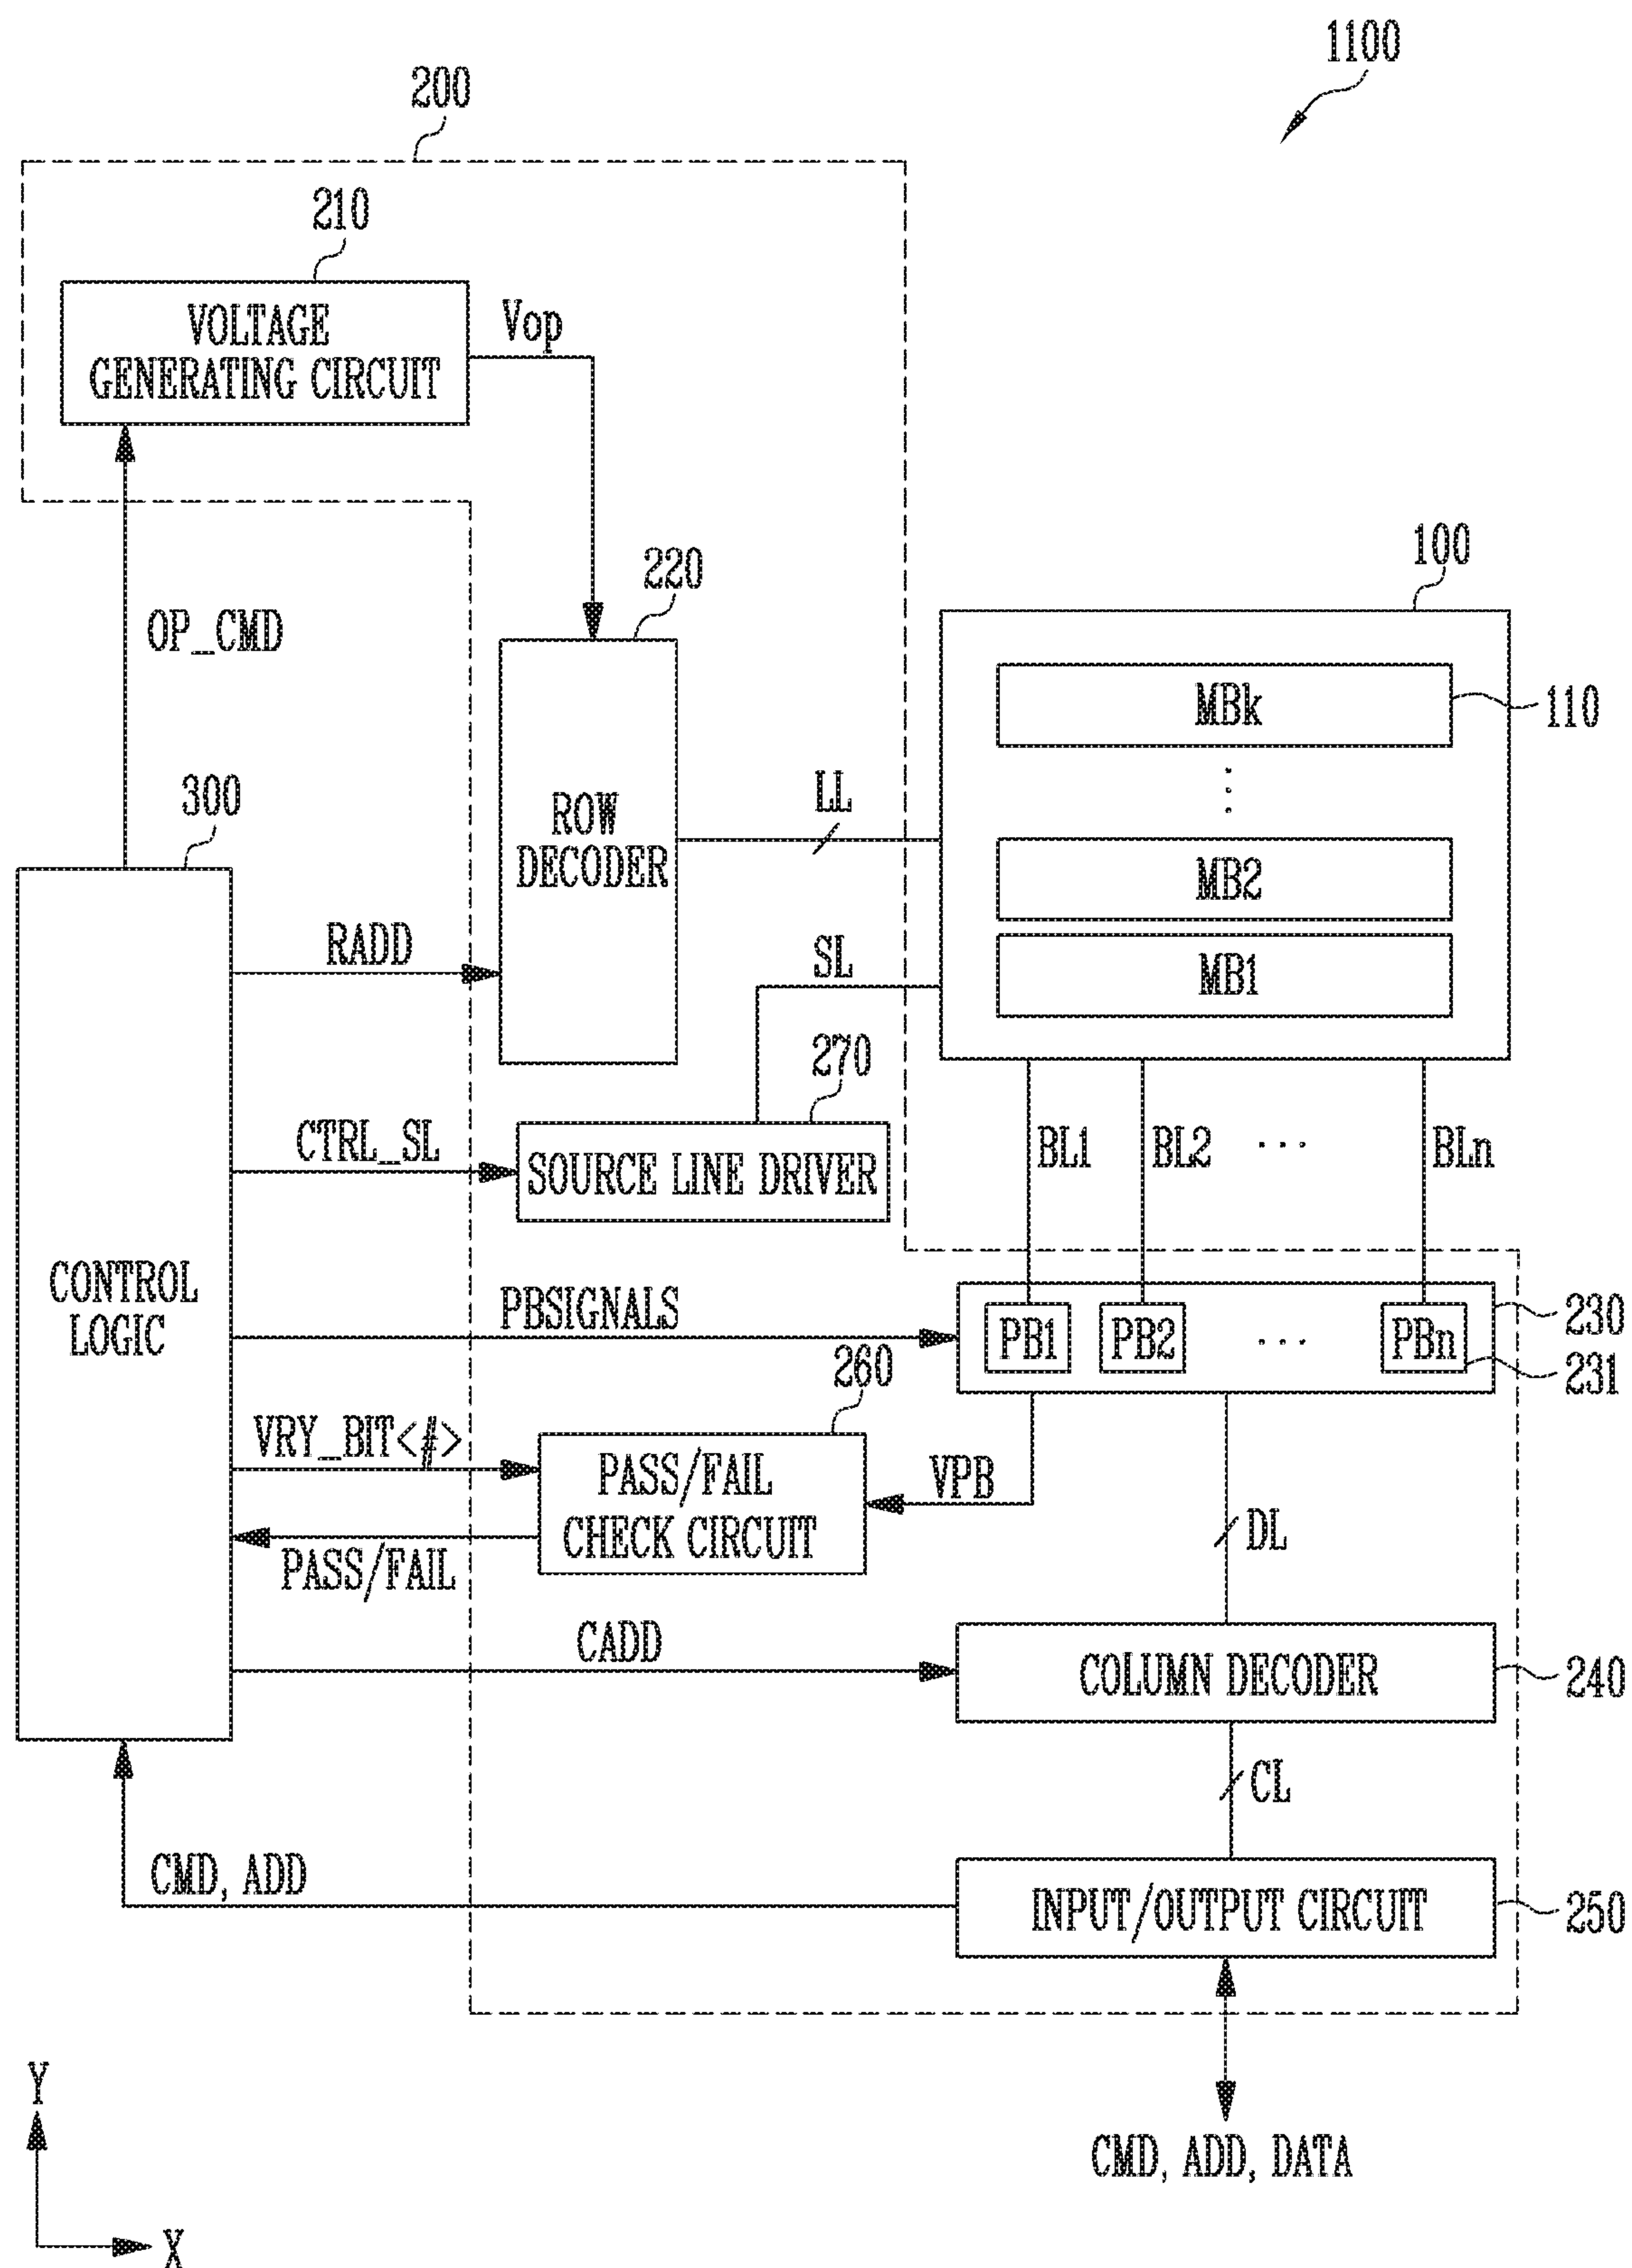 1100
200
210
VOLTAGE
GENERATING CIRCUIT
Vop
OP_CMD
220
100
MBk
110
300
ROW
DECODER
LL
MB2
RADD
SL
MB1
270
CTRL_SL
SOURCE LINE DRIVER
BL1
BL2
...
BLn
CONTROL
LOGIC
PBSIGNALS
PB1
PB2
...
PBn
230
231
260
VRY_BIT<#>
PASS/FAIL
CHECK CIRCUIT
VPB
PASS/FAIL
DL
CADD
COLUMN DECODER
240
CL
CMD, ADD
INPUT/OUTPUT CIRCUIT
250
CMD, ADD, DATA
Y
X